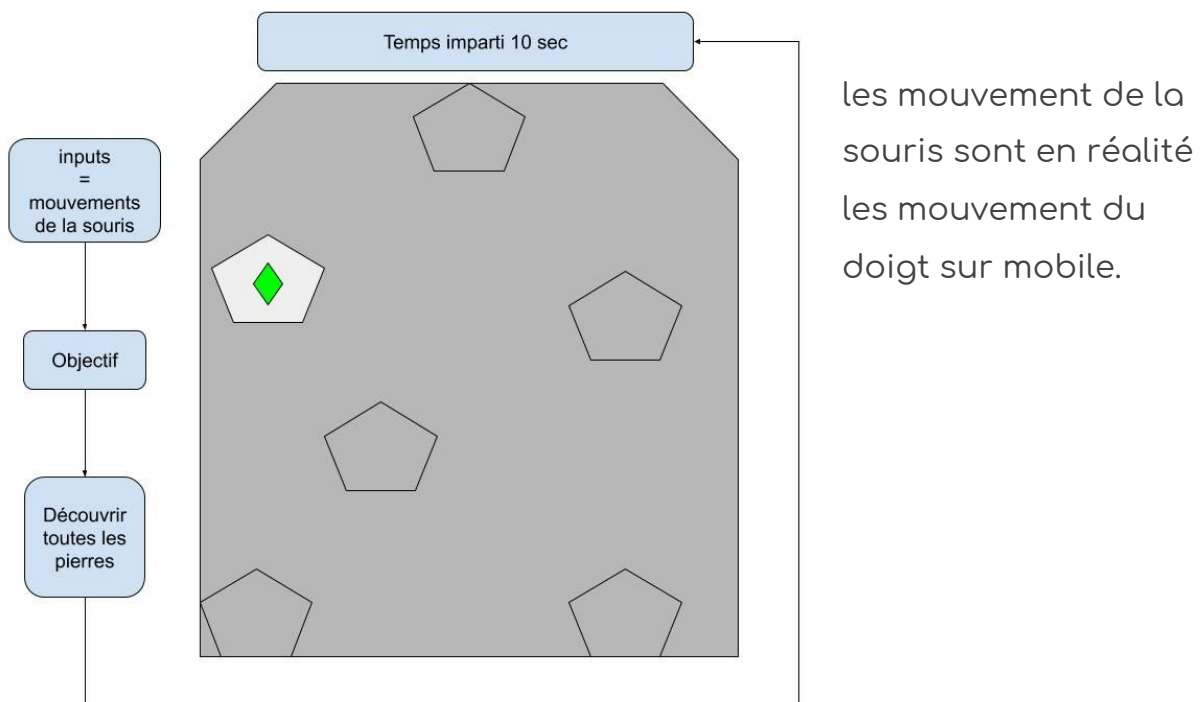 Temps imparti 10 sec
inputs
=
mouvements
de la souris
Objectif
Découvrir
toutes les
pierres
les mouvement de la
souris sont en réalité
les mouvement du
doigt sur mobile.